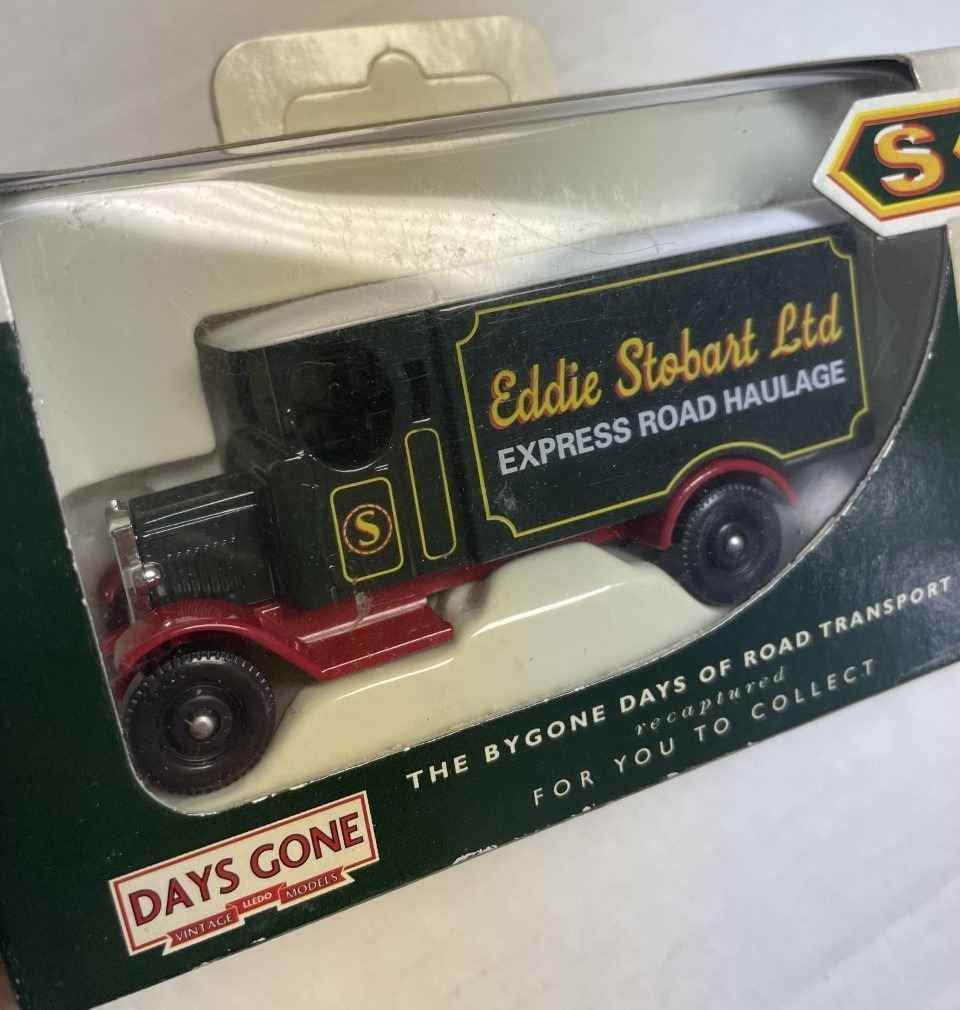 S
Eddie Stobart Ltd
EXPRESS ROAD HAULAGE
S
THE BYGONE DAYS OF ROAD TRANSPORT
recaptured
FOR YOU TO COLLECT
DAYS GONE
VINTAGE LLEDO MODELS